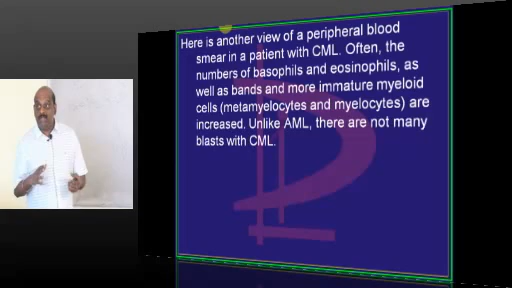 Here is another view of a peripheral blood
smear in a patient with CML. Often, the
numbers of basophils and eosinophils, as
well as bands and more immature myeloid
cells (metamyelocytes and myelocytes) are
increased. Unlike AML, there are not many
blasts with CML.